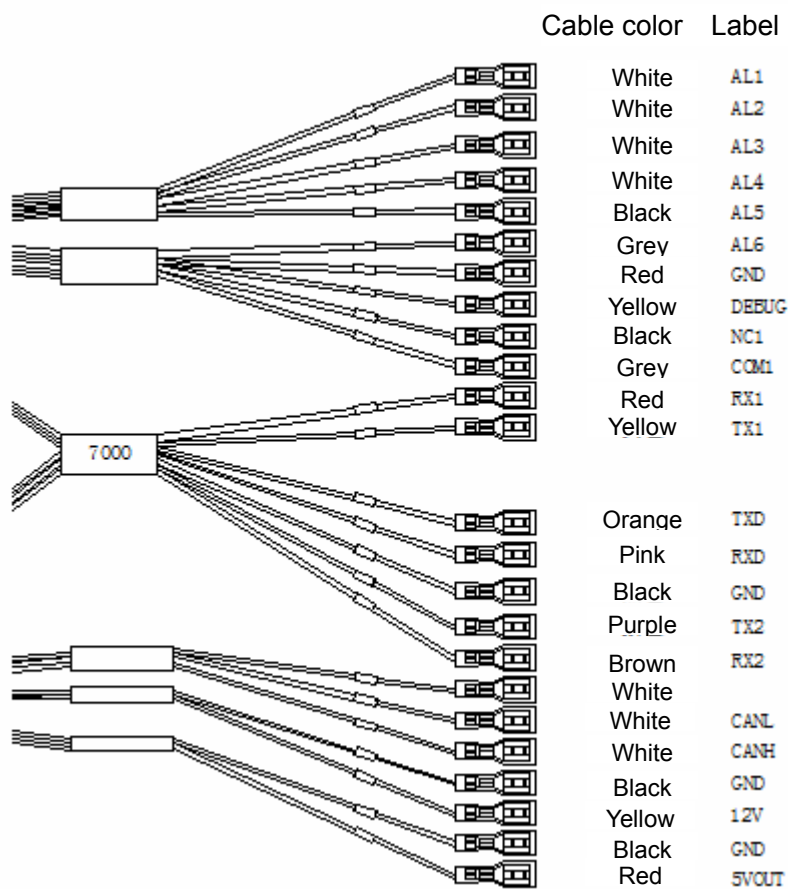 Cable color Label
White AL1
White AL2
White AL3
White AL4
Black AL5
Grey AL6
Red GND
Yellow DEBUG
Black NC1
Grey COM1
Red RX1
Yellow TX1
7000
Orange TXD
Pink RXD
Black GND
Purple TX2
Brown RX2
White
White CANL
White CANH
Black GND
Yellow 12V
Black GND
Red 5VOUT